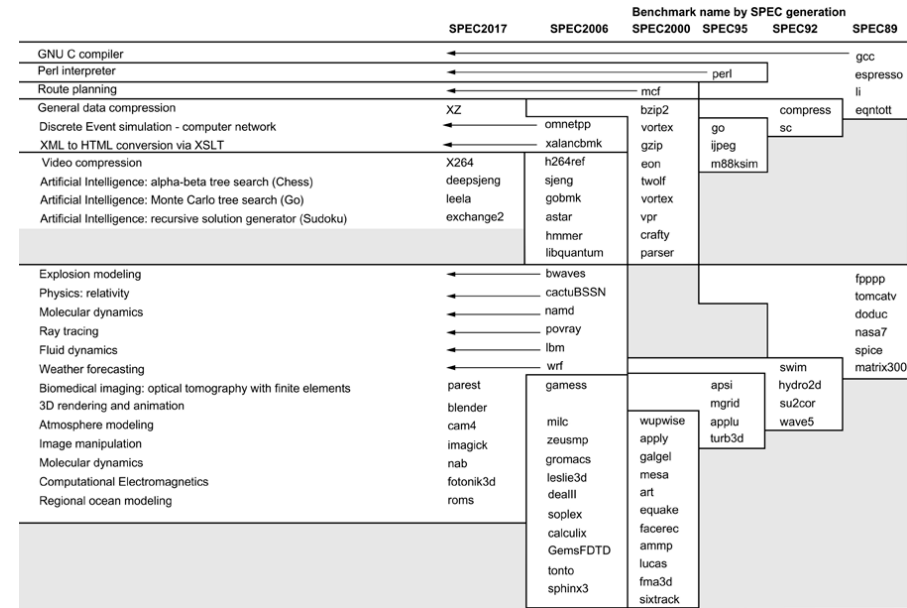 Benchmark name by SPEC generation
SPEC2017 SPEC2006 SPEC2000 SPEC95 SPEC92 SPEC89
GNU C compiler gcc
Perl interpreter perl espresso
Route planning mcf li
General data compression XZ bzip2 compress eqntott
Discrete Event simulation - computer network omnetpp vortex go sc
XML to HTML conversion via XSLT xalancbmk gzip ijpeg
Video compression X264 h264ref eon m88ksim
Artificial Intelligence: alpha-beta tree search (Chess) deepsjeng sjeng twolf
Artificial Intelligence: Monte Carlo tree search (Go) leela gobmk vortex
Artificial Intelligence: recursive solution generator (Sudoku) exchange2 astar vpr
hmmer crafty
libquantum parser
Explosion modeling bwaves fpppp
Physics: relativity cactuBSSN tomcatv
Molecular dynamics namd doduc
Ray tracing povray nasa7
Fluid dynamics lbm spice
Weather forecasting wrf swim matrix300
Biomedical imaging: optical tomography with finite elements parest gamess apsi hydro2d
3D rendering and animation blender mgrid su2cor
Atmosphere modeling cam4 milc wupwise applu wave5
Image manipulation imagick zeusmp apply turb3d
Molecular dynamics nab gromacs galgel
Computational Electromagnetics fotonik3d leslie3d mesa
Regional ocean modeling roms dealII art
soplex equake
calculix facerec
GemsFDTD ammp
tonto lucas
sphinx3 fma3d
sixtrack